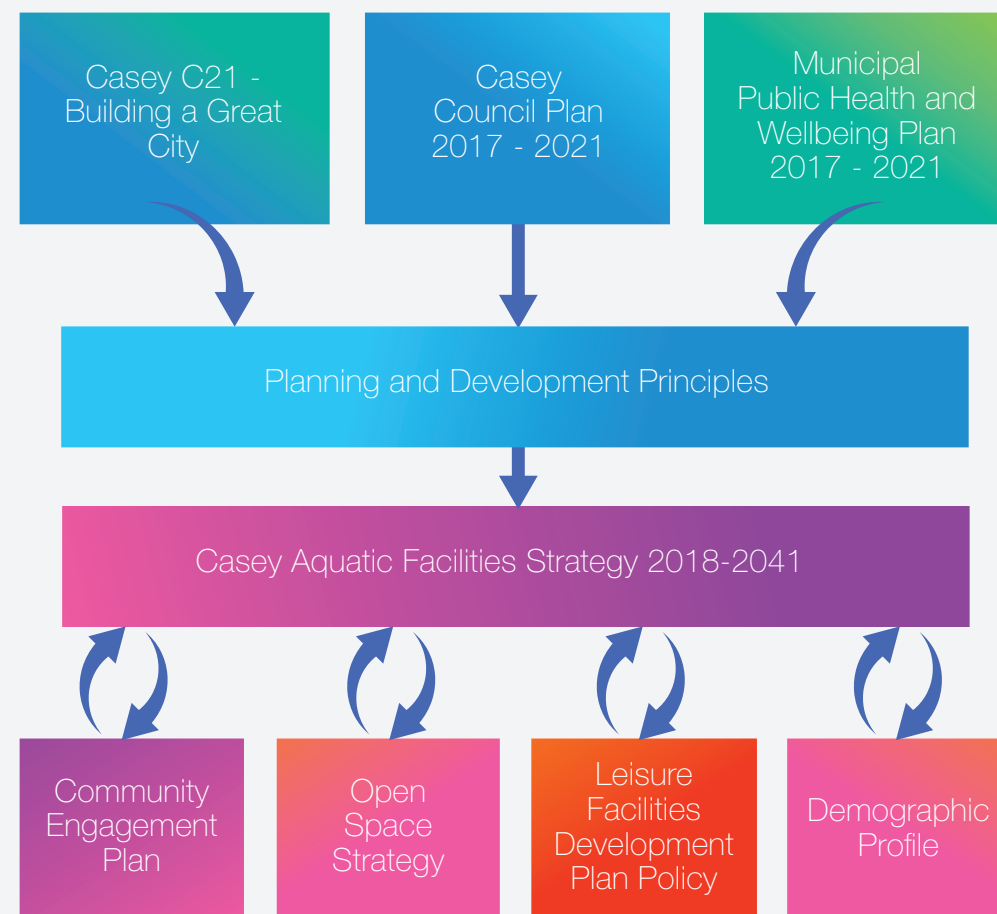 Casey C21 -
Building a Great
City
Casey
Council Plan
2017 - 2021
Municipal
Public Health and
Wellbeing Plan
2017 - 2021
Planning and Development Principles
Casey Aquatic Facilities Strategy 2018-2041
Community
Engagement
Plan
Open
Space
Strategy
Leisure
Facilities
Development
Plan Policy
Demographic
Profile